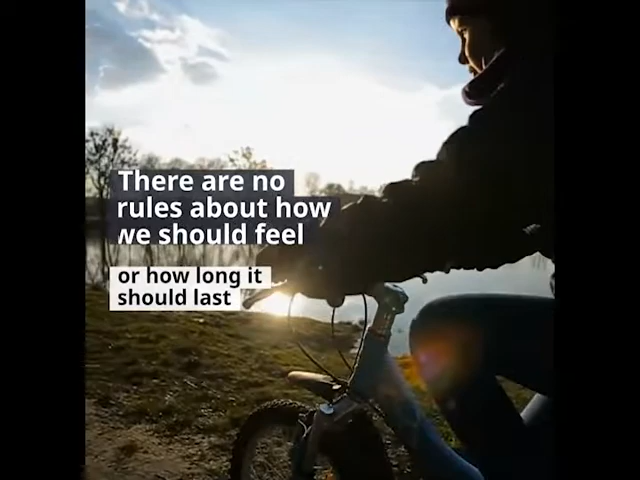 There are no
rules about how
we should feel
or how long it
should last